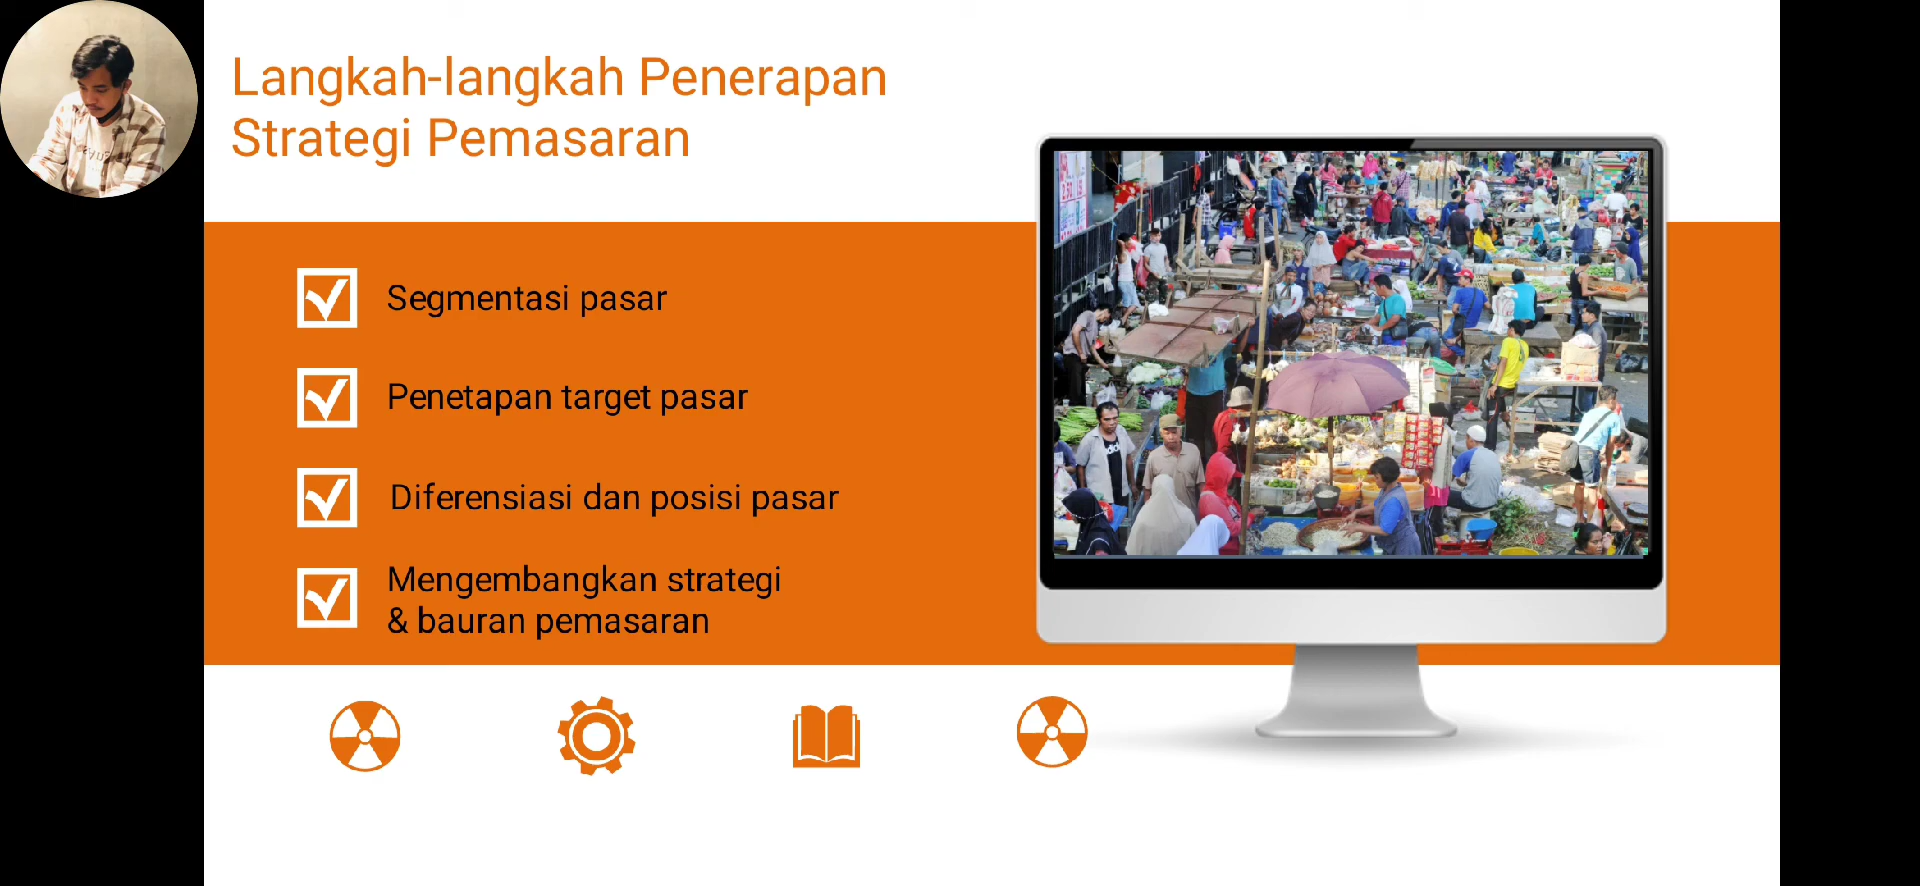 Langkah-langkah Penerapan
Strategi Pemasaran
Segmentasi pasar
Penetapan target pasar
Diferensiasi dan posisi pasar
Mengembangkan strategi
& bauran pemasaran